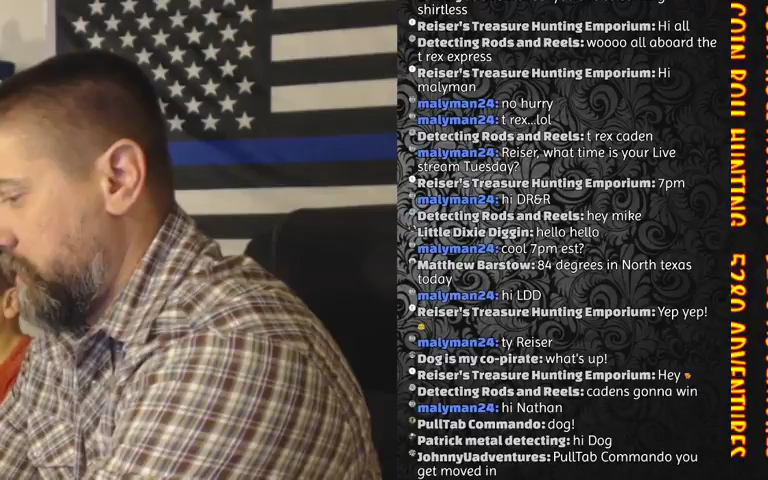 shirtless
Reiser's Treasure Hunting Emporium: Hi all
Detecting Rods and Reels: woooo all aboard the
t rex express
Reiser's Treasure Hunting Emporium: Hi
malyman
malyman24: no hurry
malyman24: t rex...lol
Detecting Rods and Reels: t rex caden
malyman24: Reiser, what time is your Live
stream Tuesday?
Reiser's Treasure Hunting Emporium: 7pm
malyman24: hi DR&R
Detecting Rods and Reels: hey mike
Little Dixie Diggin: hello hello
malyman24: cool 7pm est?
Matthew Barstow: 84 degrees in North texas
today
malyman24: hi LDD
Reiser's Treasure Hunting Emporium: Yep yep!
malyman24: ty Reiser
Dog is my co-pirate: what's up!
Reiser's Treasure Hunting Emporium: Hey
Detecting Rods and Reels: cadens gonna win
malyman24: hi Nathan
PullTab Commando: dog!
Patrick metal detecting: hi Dog
JohnnyUadventures: PullTab Commando you
get moved in
COIN ROLL HUNTING
5280 ADVENTURES